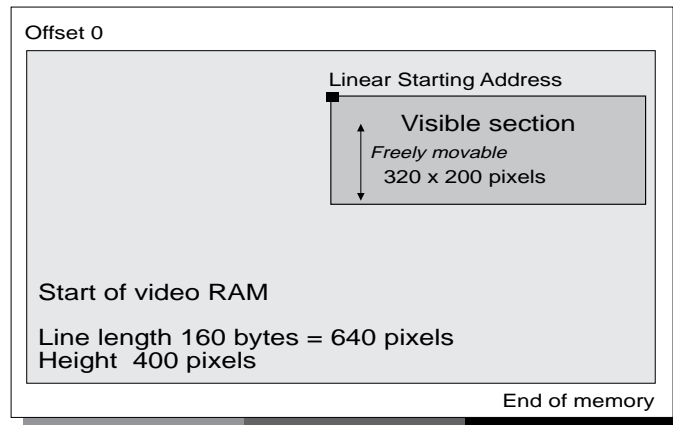 Offset 0
Linear Starting Address
Visible section
Freely movable
320 x 200 pixels
Start of video RAM
Line length 160 bytes = 640 pixels
Height 400 pixels
End of memory